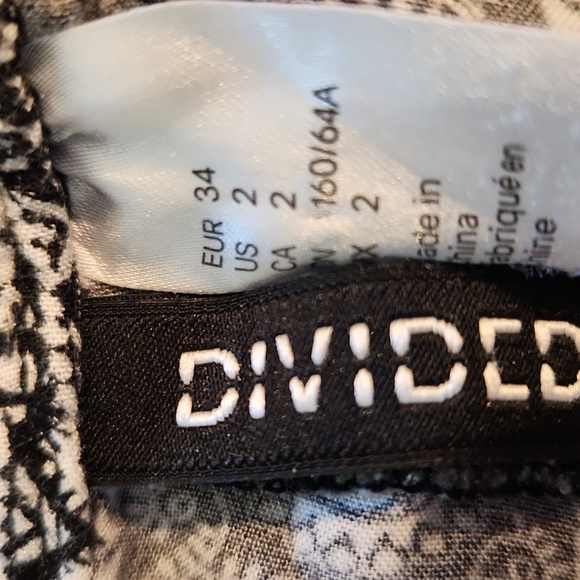 EUR 34
US 2
CA 2
N 160/64A
X 2
ade in
hina
abriqué en
hine
DIVIDED